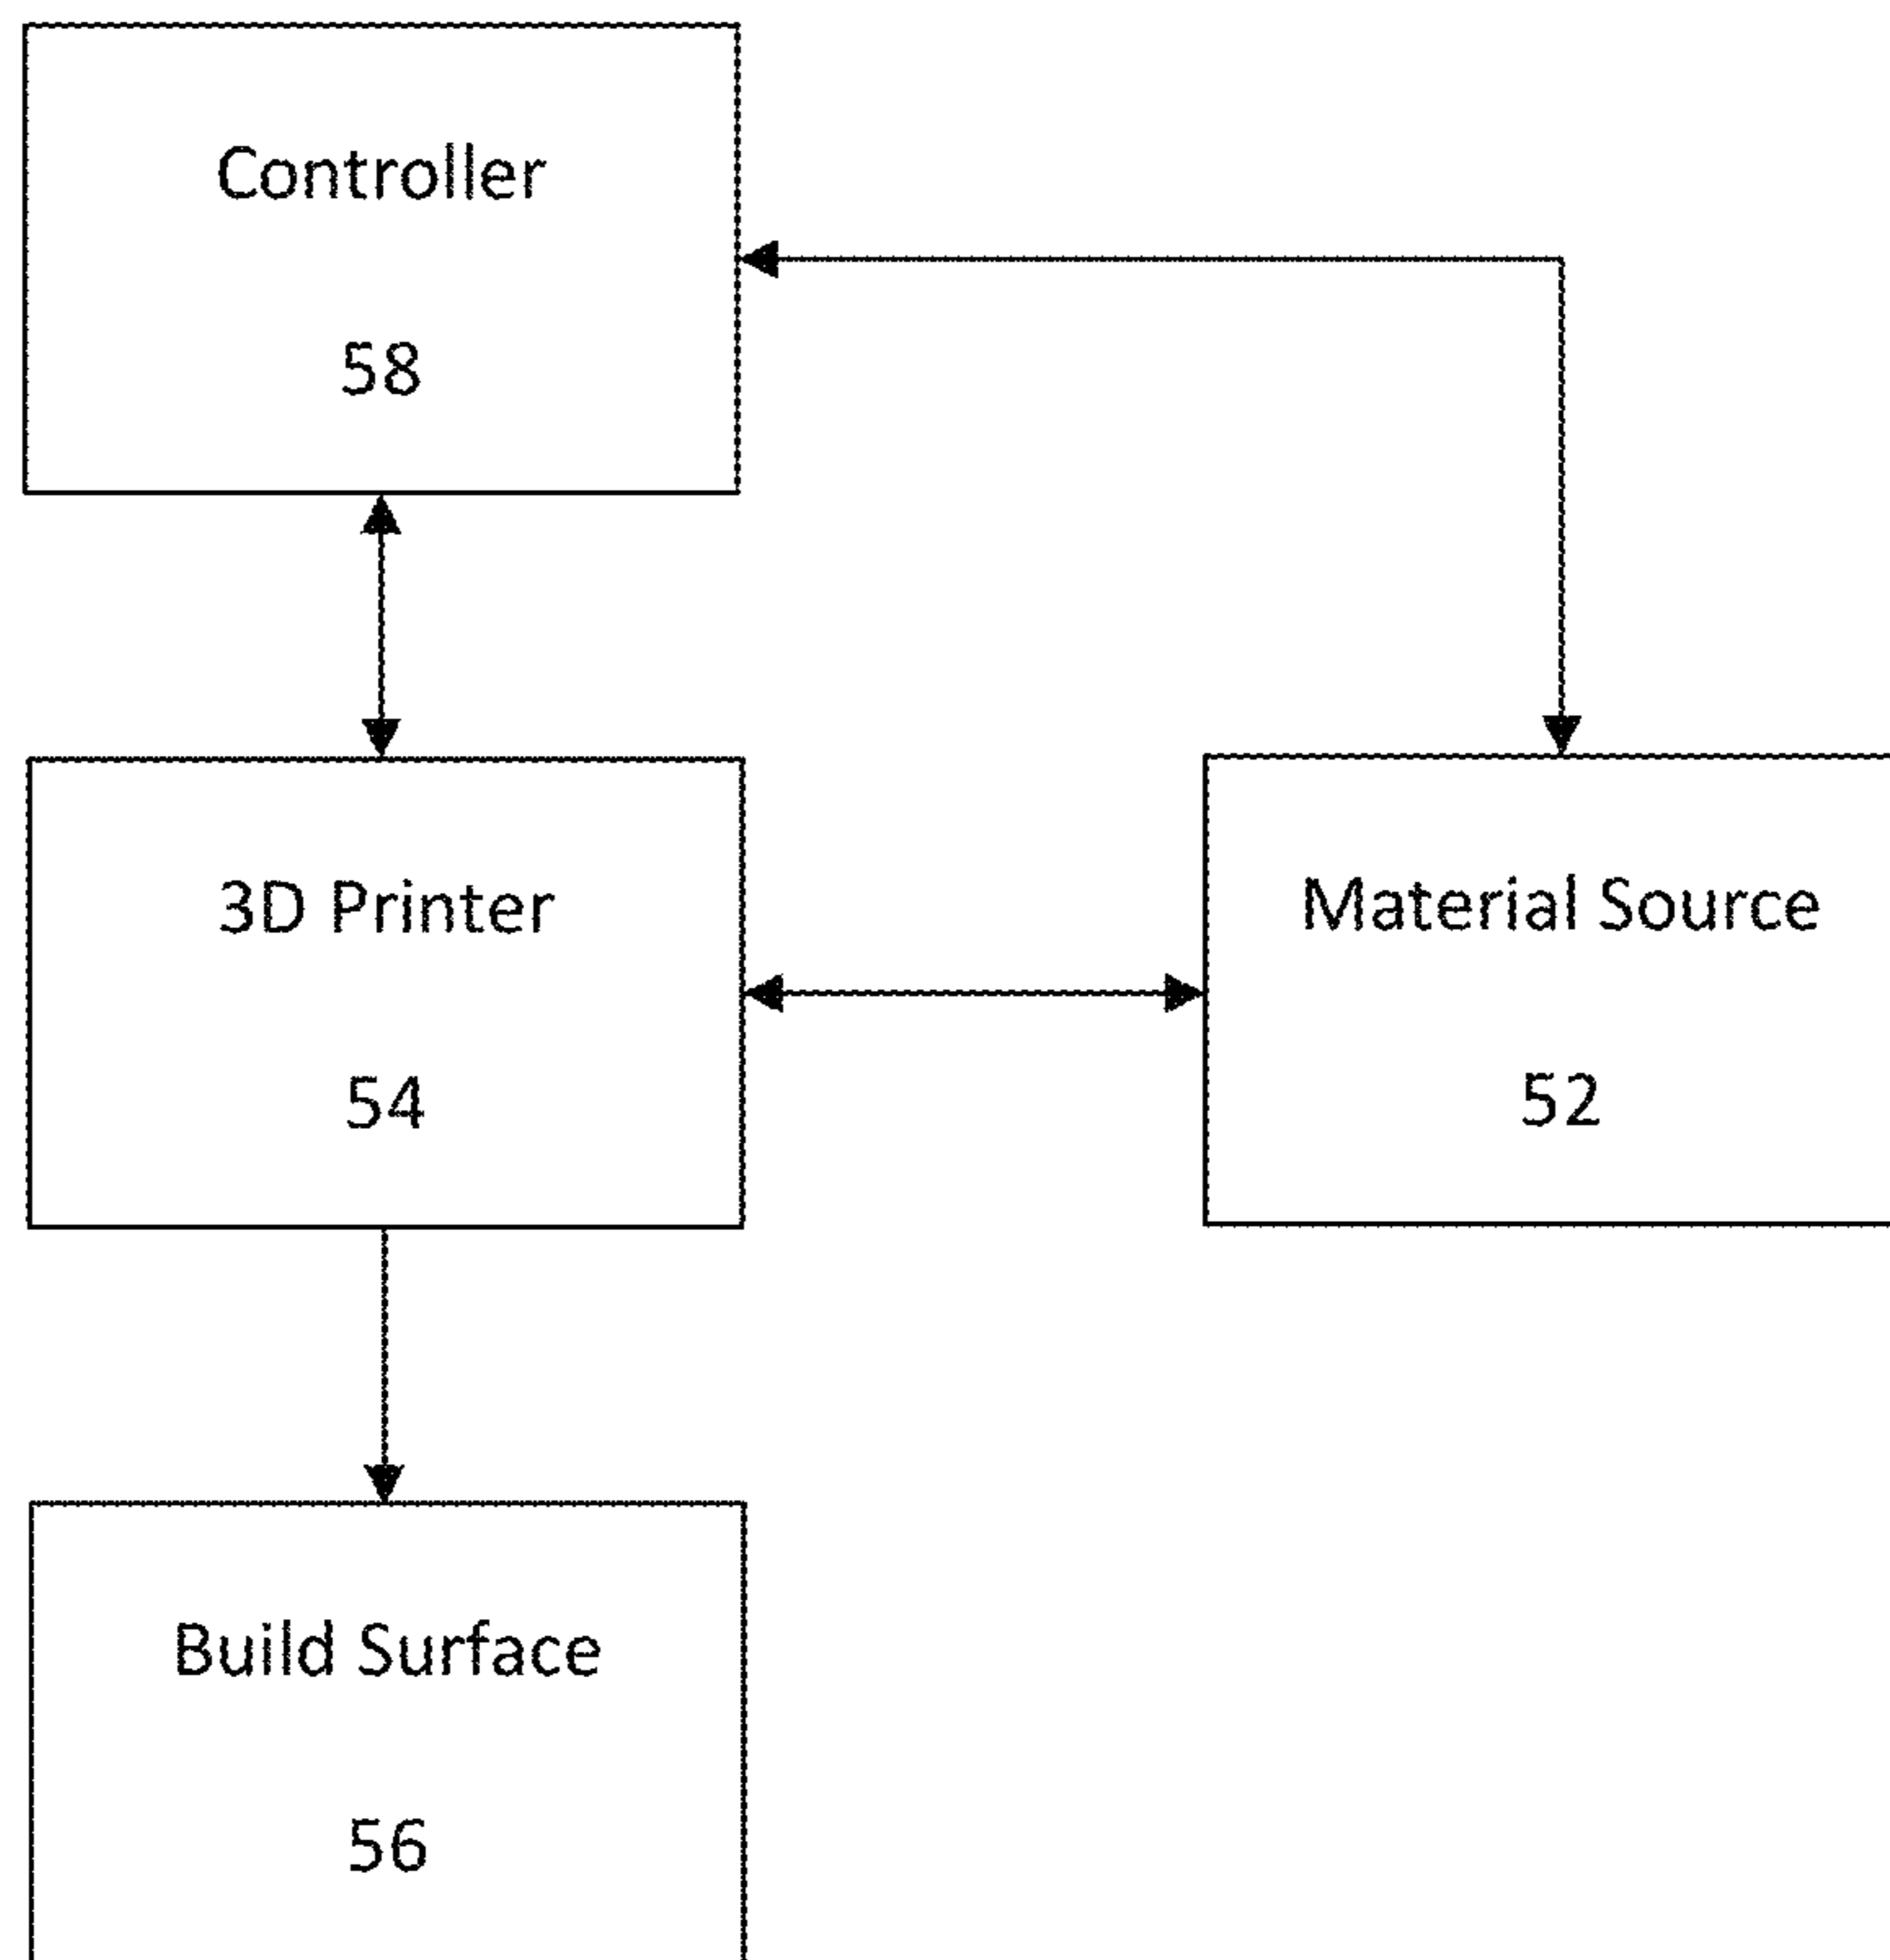 Controller
58
3D Printer
54
Material Source
52
Build Surface
56